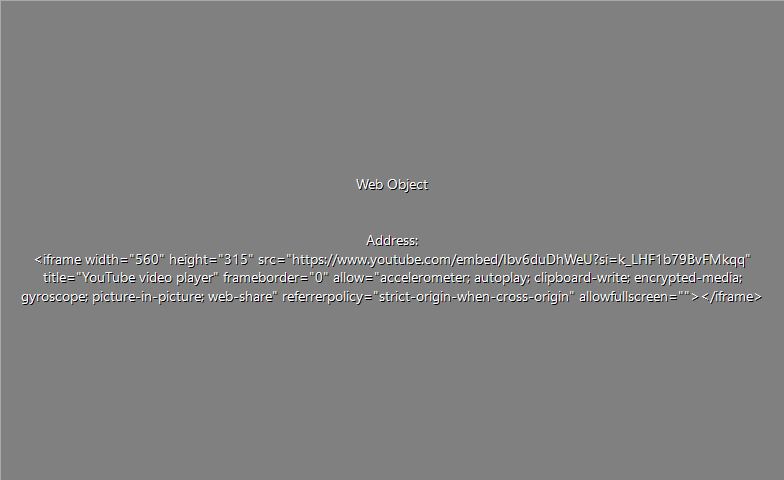 Web Object
Address:
<iframe width="560" height="315" src="https://www.youtube.com/embed/Ibv6duDhWeU?si=k_LHF1b79BvFMkqq"
title="YouTube video player" frameborder="0" allow="accelerometer; autoplay; clipboard-write; encrypted-media;
gyroscope; picture-in-picture; web-share" referrerpolicy="strict-origin-when-cross-origin" allowfullscreen=""></iframe>